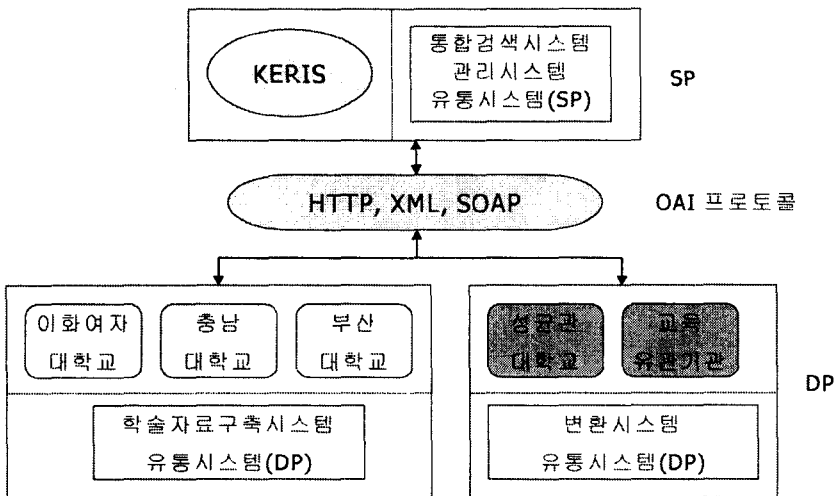 KERIS
통합검색시스템
관리시스템
유통시스템(SP)
SP
HTTP, XML, SOAP
OAI 프로토콜
이화여자
대학교
충남
대학교
부산
대학교
성균관
대학교
교육
유관기관
DP
학술자료구축시스템
유통시스템(DP)
변환시스템
유통시스템(DP)